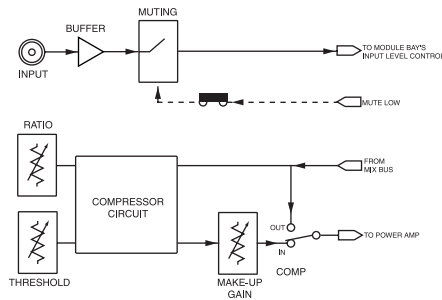 BUFFER
MUTING
INPUT
TO MODULE BAY'S
INPUT LEVEL CONTROL
MUTE LOW
RATIO
FROM
MIX BUS
COMPRESSOR
CIRCUIT
OUT
IN
TO POWER AMP
THRESHOLD
MAKE-UP
GAIN
COMP